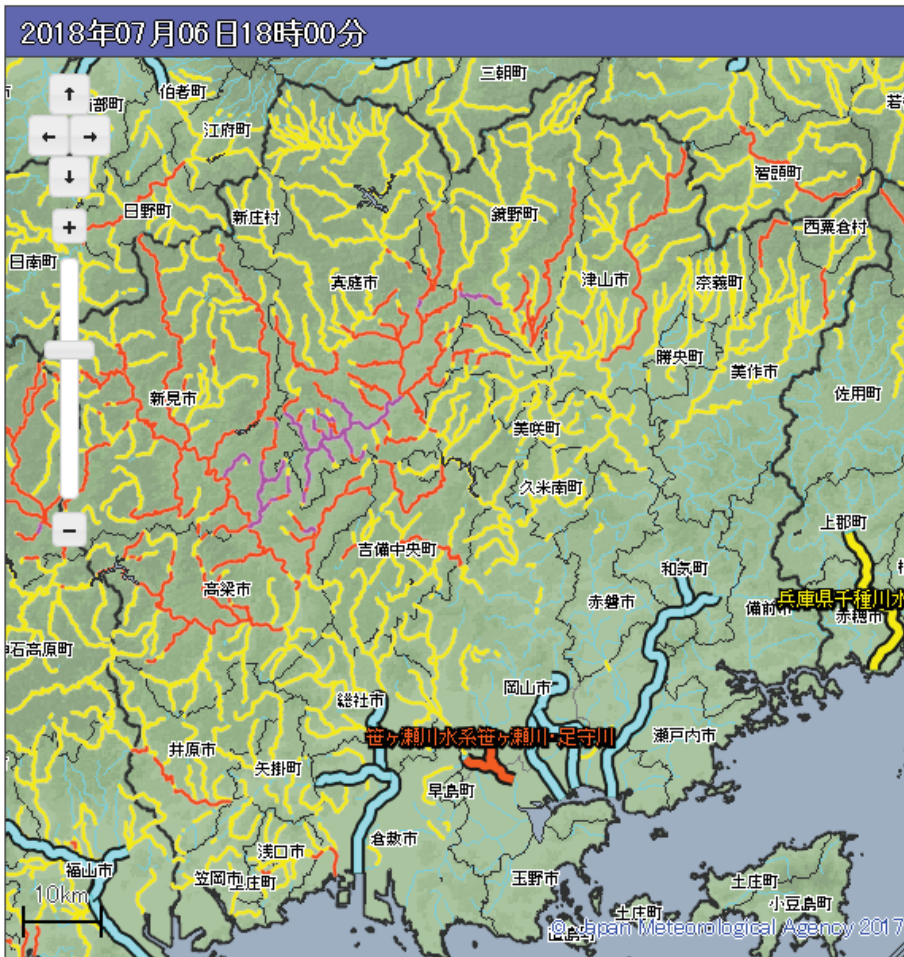 2018年07月06日18時00分
三朝町
伯耆町
江府町
智頭町
日野町
新庄村
鏡野町
西粟倉村
日南町
真庭市
津山市
奈義町
勝央町
新見市
美作市
佐用町
美咲町
久米南町
上郡町
吉備中央町
和気町
高梁市
赤磐市
備前市
兵庫県千種川水
赤穂市
石高原町
岡山市
総社市
笹ヶ瀬川水系笹ヶ瀬川・足守川
瀬戸内市
井原市
矢掛町
早島町
倉敷市
浅口市
福山市
笠岡市
里庄町
玉野市
土庄町
10km
小豆島町
土庄町
© Japan Meteorological Agency 2017